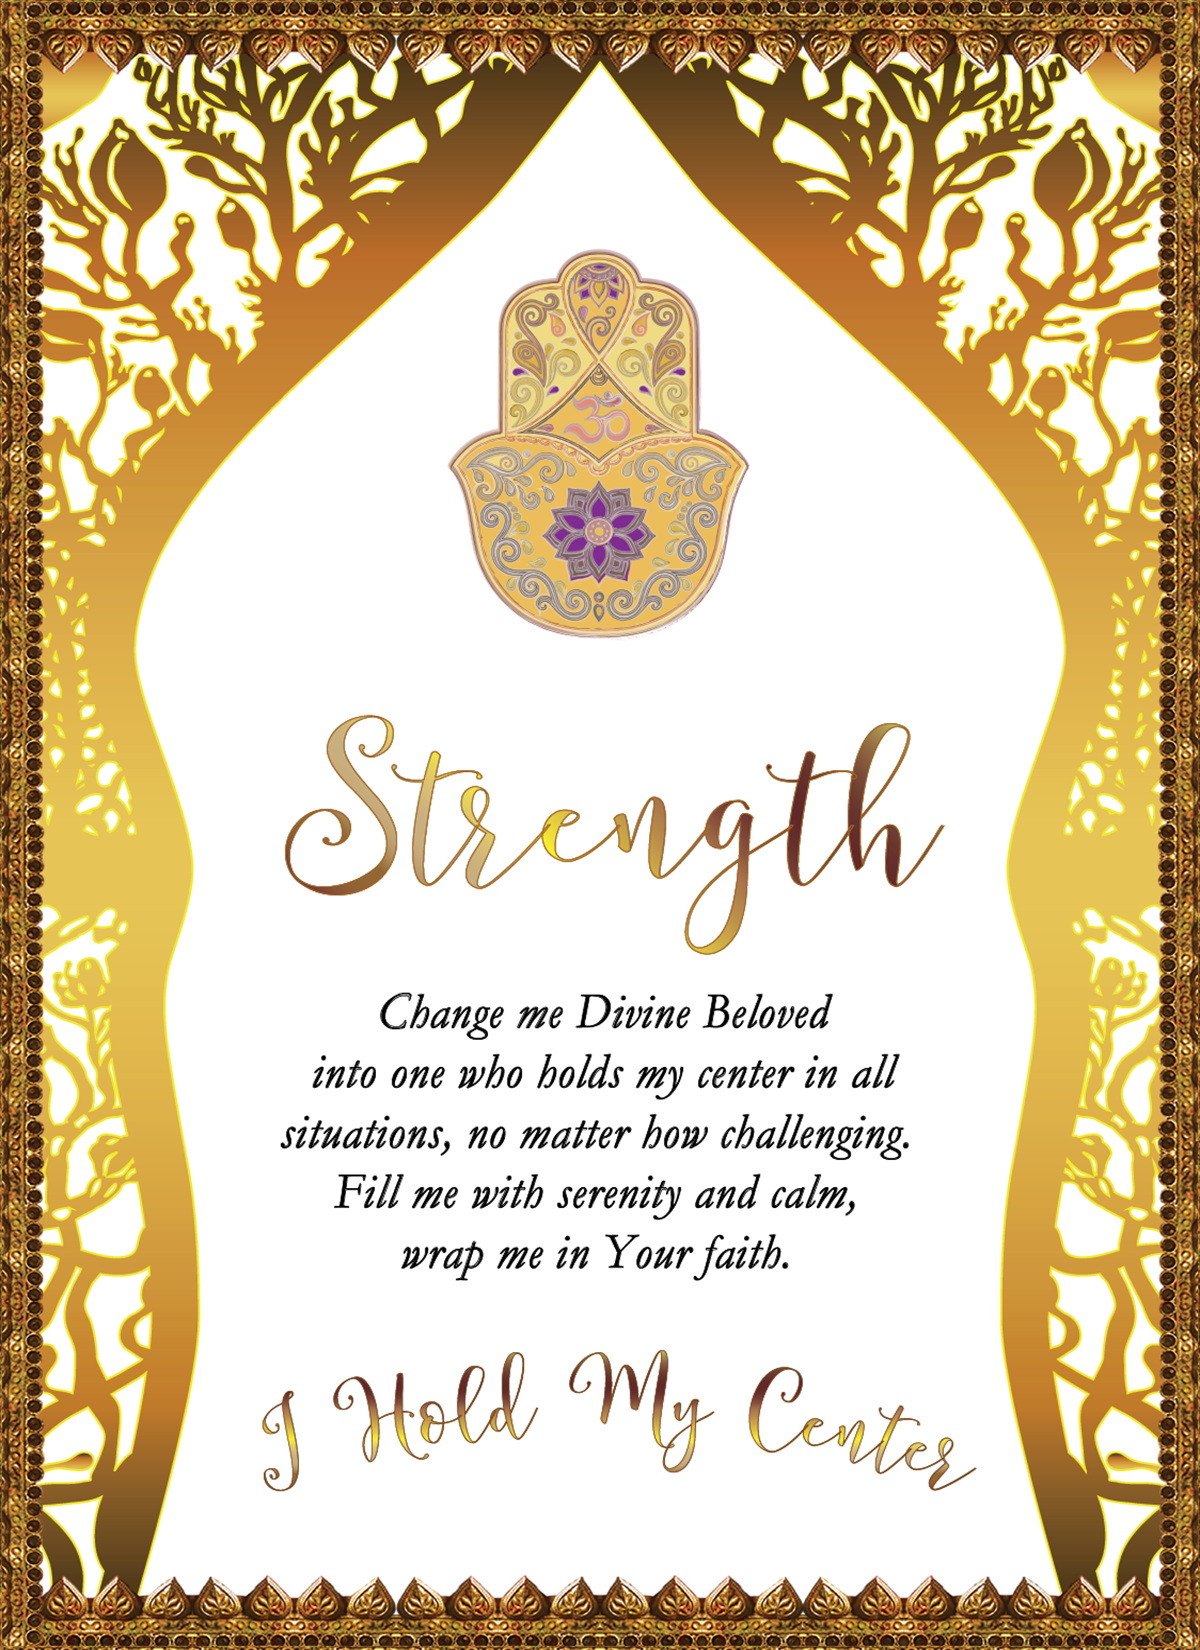 ॐ
Strength
Change me Divine Beloved
into one who holds my center in all
situations, no matter how challenging.
Fill me with serenity and calm,
wrap me in Your faith.
I Hold My Center